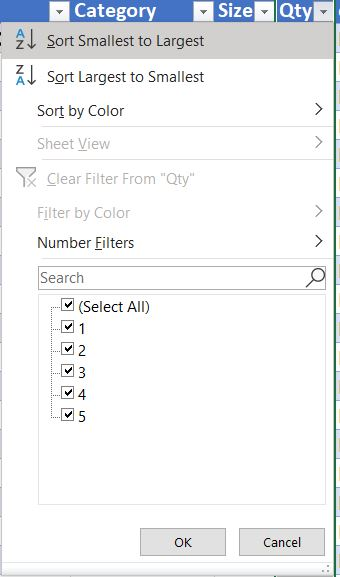 Category Size Qty
A Z Sort Smallest to Largest
Z A Sort Largest to Smallest
Sort by Color
Sheet View
Clear Filter From "Qty"
Filter by Color
Number Filters
Search
(Select All)
1
2
3
4
5
OK Cancel